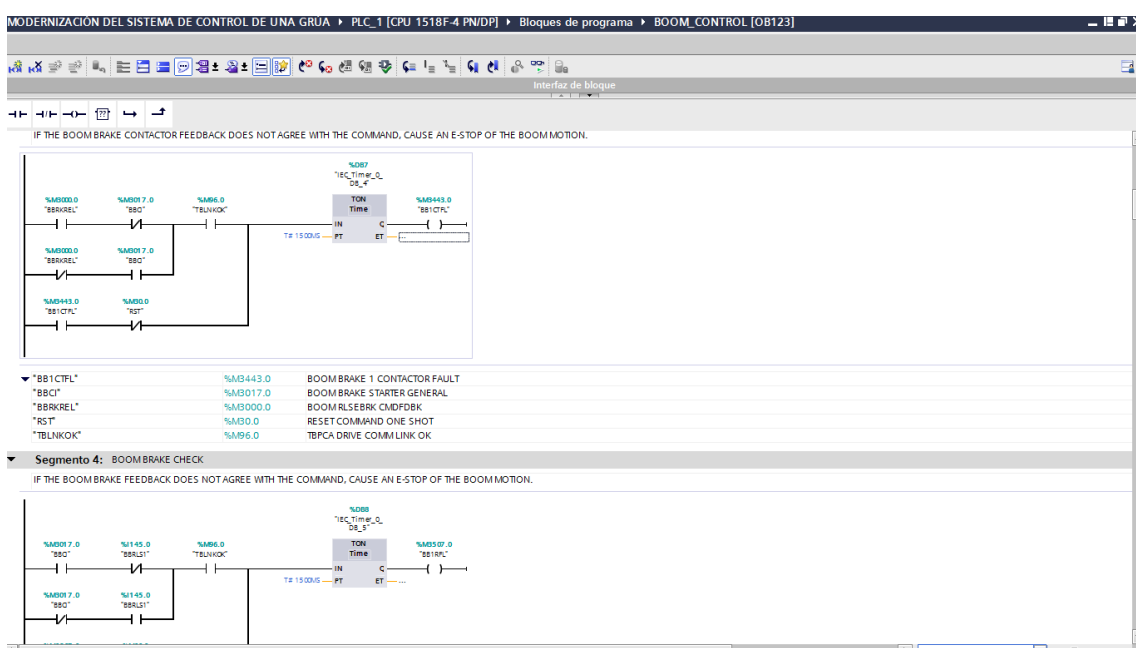 MODERNIZACIÓN DEL SISTEMA DE CONTROL DE UNA GRÚA ▸ PLC_1 [CPU 1518F-4 PN/DP] ▸ Bloques de programa ▸ BOOM_CONTROL [OB123]
Interfaz de bloque
IF THE BOOM BRAKE CONTACTOR FEEDBACK DOES NOT AGREE WITH THE COMMAND, CAUSE AN E-STOP OF THE BOOM MOTION.
%DB7
"IEC_Timer_0_
DB_4"
%M3000.0 %M3017.0 %M96.0 TON %M3443.0
"BBRKREL" "BBCI" "TBLNKOK" Time "BB1CTFL"
IN Q
T# 1500MS PT ET ...
%M3000.0 %M3017.0
"BBRKREL" "BBCI"
%M3443.0 %M30.0
"BB1CTFL" "RST"
"BB1CTFL" %M3443.0 BOOM BRAKE 1 CONTACTOR FAULT
"BBCI" %M3017.0 BOOM BRAKE STARTER GENERAL
"BBRKREL" %M3000.0 BOOM RLSEBRK CMDFDBK
"RST" %M30.0 RESET COMMAND ONE SHOT
"TBLNKOK" %M96.0 TBPCA DRIVE COMM LINK OK
Segmento 4: BOOM BRAKE CHECK
IF THE BOOM BRAKE FEEDBACK DOES NOT AGREE WITH THE COMMAND, CAUSE AN E-STOP OF THE BOOM MOTION.
%DB8
"IEC_Timer_0_
DB_5"
%M3017.0 %I145.0 %M96.0 TON %M3507.0
"BBCI" "BBRLS1" "TBLNKOK" Time "BB1RFL"
IN Q
T# 1500MS PT ET ...
%M3017.0 %I145.0
"BBCI" "BBRLS1"